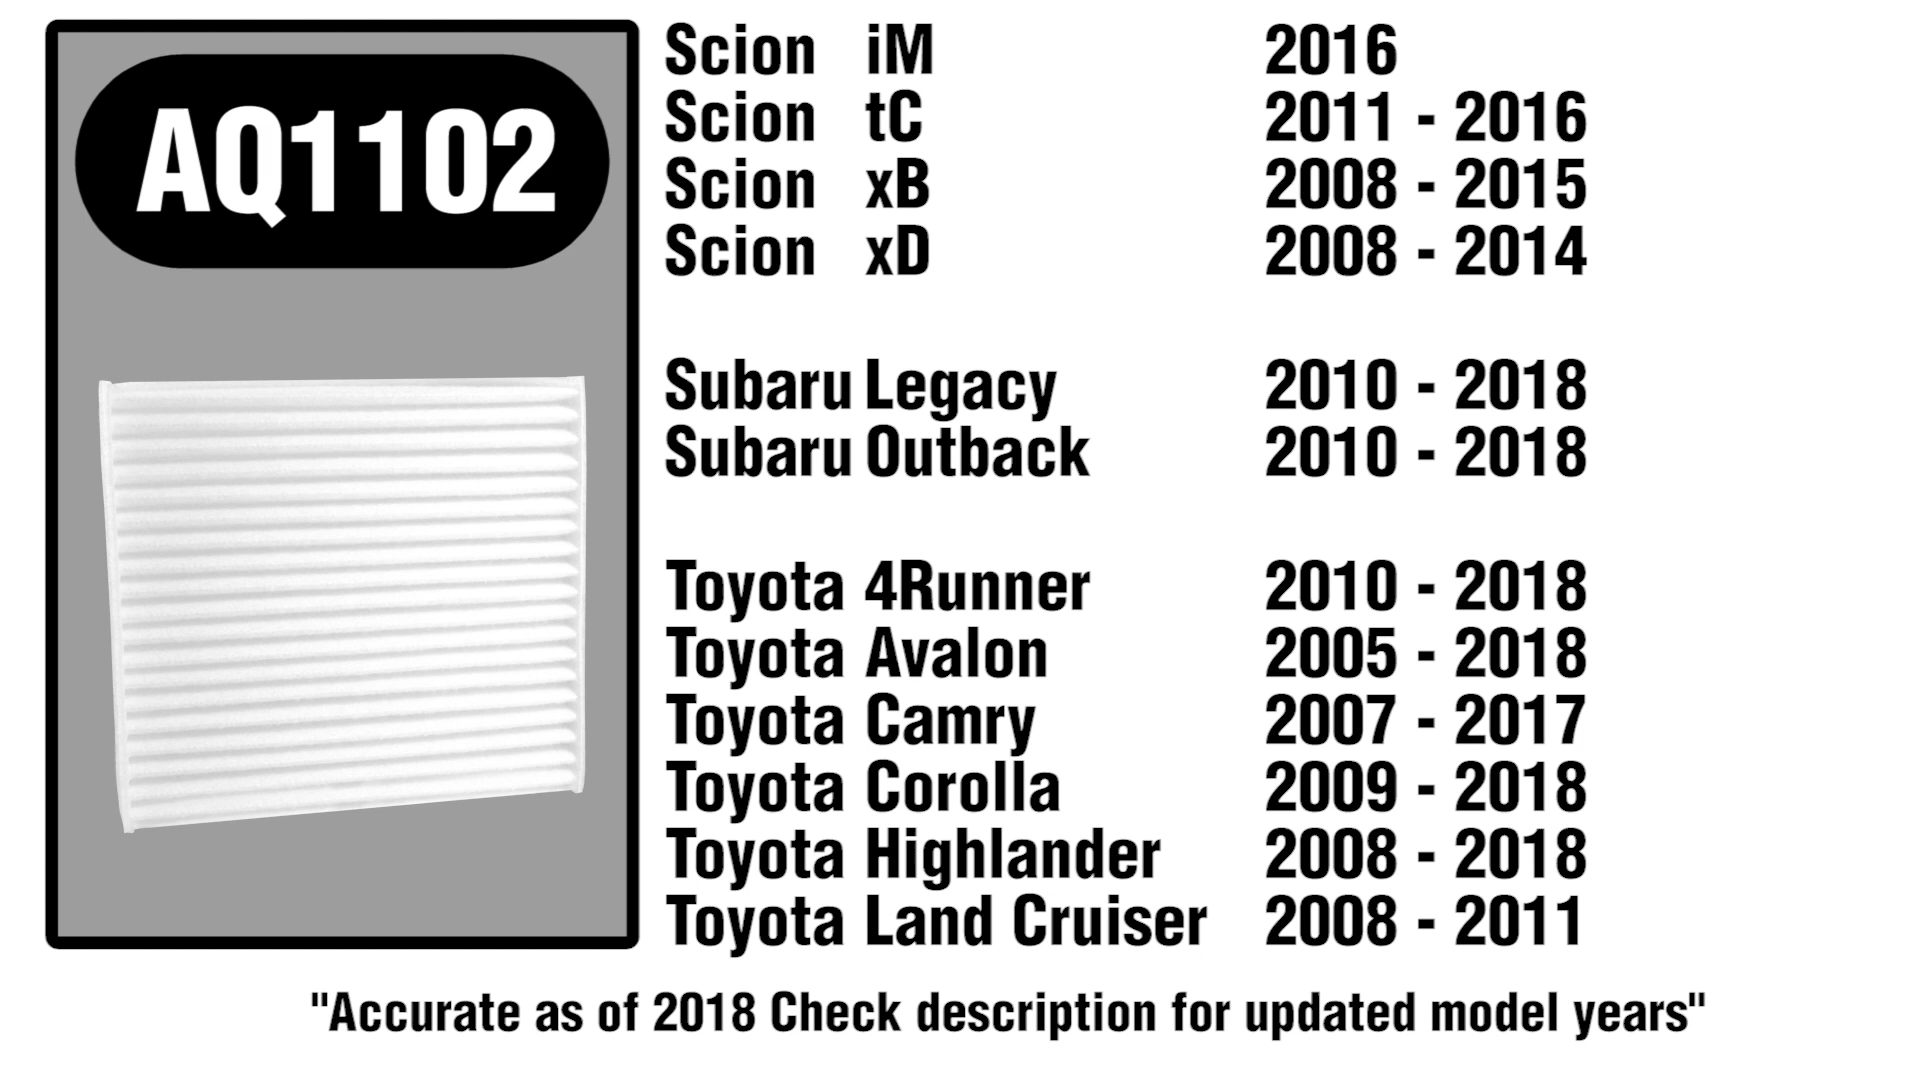 AQ1102
Scion iM 2016
Scion tC 2011 - 2016
Scion xB 2008 - 2015
Scion xD 2008 - 2014
Subaru Legacy 2010 - 2018
Subaru Outback 2010 - 2018
Toyota 4Runner 2010 - 2018
Toyota Avalon 2005 - 2018
Toyota Camry 2007 - 2017
Toyota Corolla 2009 - 2018
Toyota Highlander 2008 - 2018
Toyota Land Cruiser 2008 - 2011
"Accurate as of 2018 Check description for updated model years"